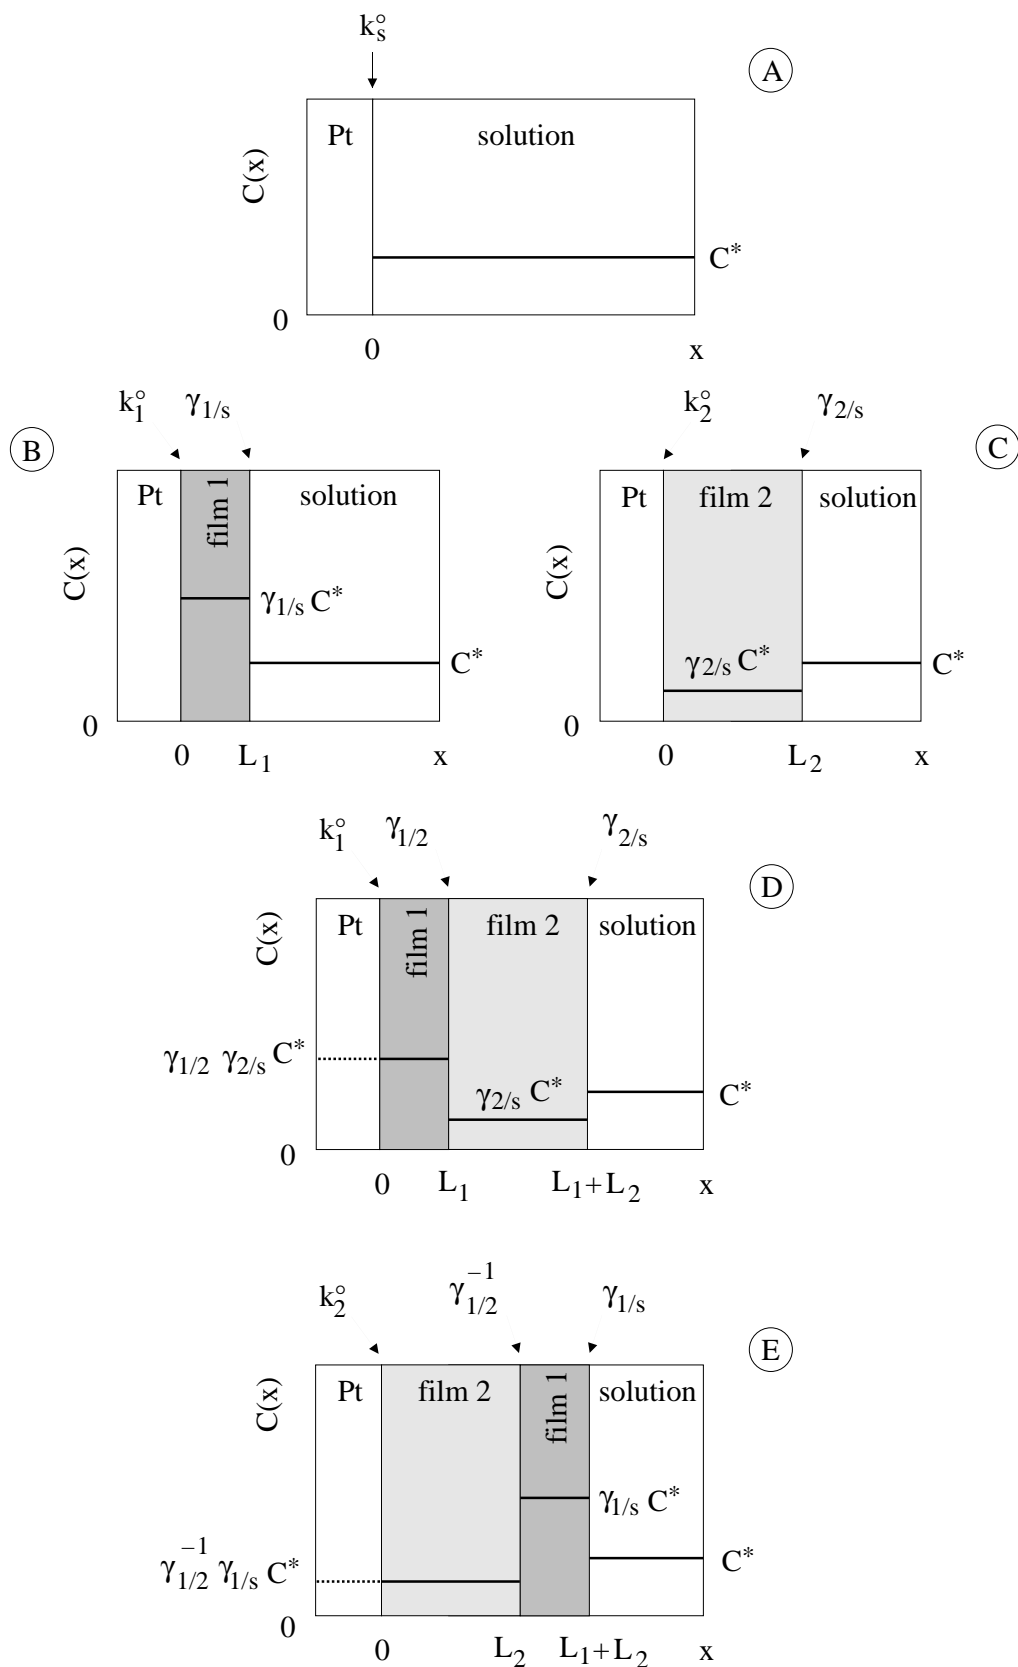 k°s
A
Pt solution
C(x)
C*
0
0 x
k°1 γ1/s
B
Pt film 1 solution
C(x)
γ1/s C*
C*
0
0 L1 x
k°2 γ2/s
C
Pt film 2 solution
C(x)
γ2/s C*
C*
0
0 L2 x
k°1 γ1/2 γ2/s
D
Pt film 1 film 2 solution
C(x)
γ1/2 γ2/s C*
γ2/s C*
C*
0
0 L1 L1+L2 x
k°2 γ−1 1/2 γ1/s
E
Pt film 2 film 1 solution
C(x)
γ1/s C*
γ−1 1/2 γ1/s C*
C*
0
0 L2 L1+L2 x